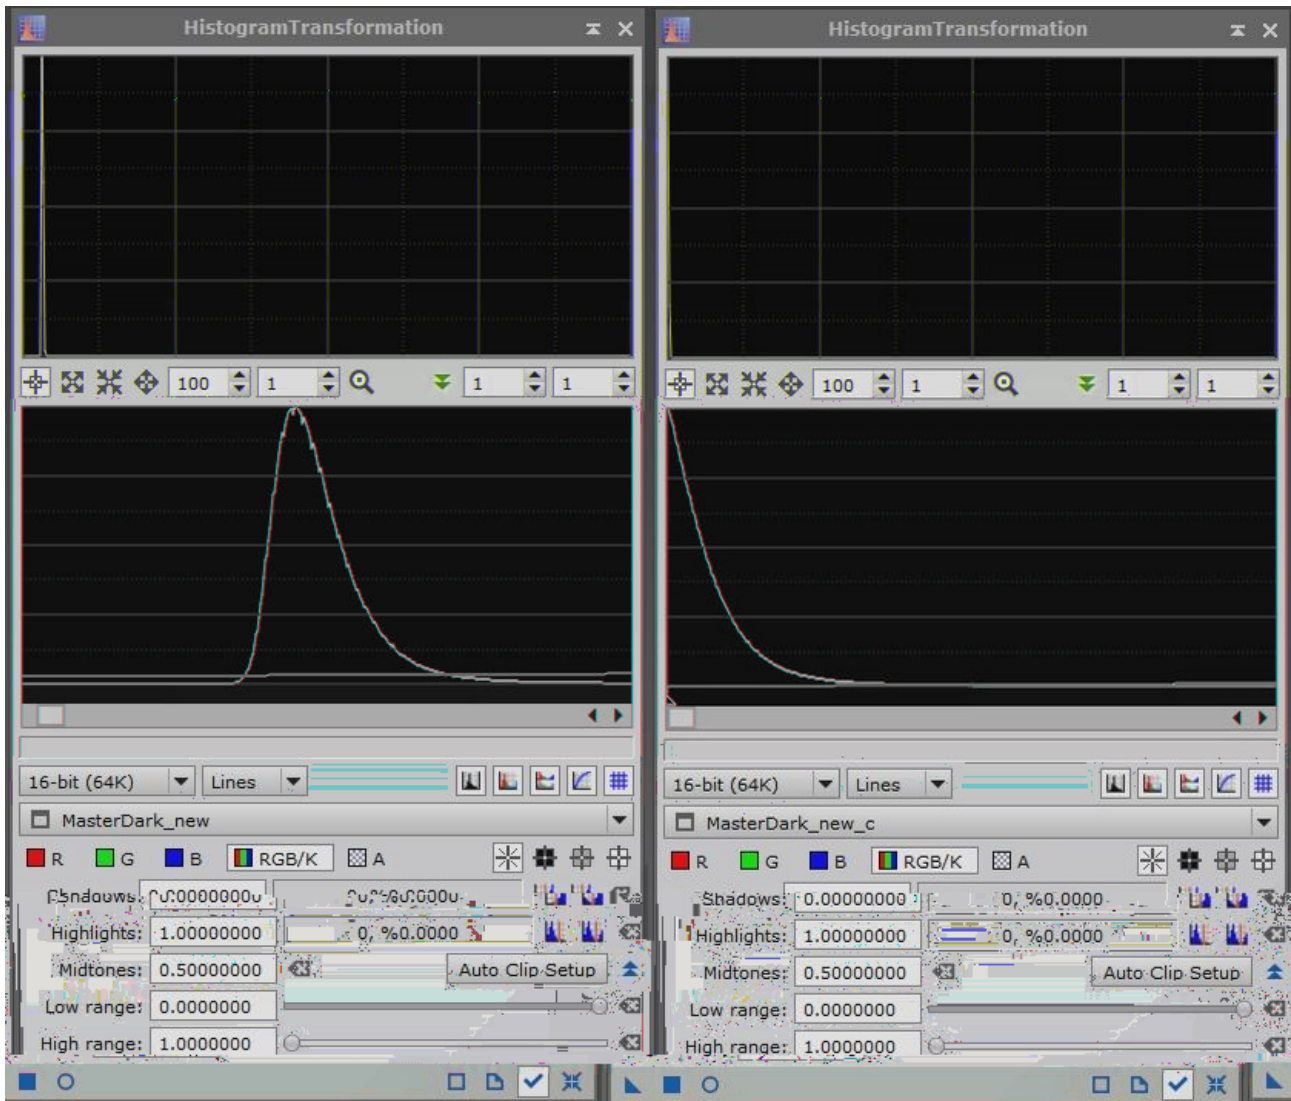 HistogramTransformation
100 1 1 1
16-bit (64K) Lines
MasterDark_new
R G B RGB/K A
Highlights: 1.00000000 0, %0.0000
Midtones: 0.50000000 Auto Clip Setup
Low range: 0.0000000
High range: 1.0000000
HistogramTransformation
100 1 1 1
16-bit (64K) Lines
MasterDark_new_c
R G B RGB/K A
Shadows: 0.00000000 0, %0.0000
Highlights: 1.00000000 0, %0.0000
Midtones: 0.50000000 Auto Clip Setup
Low range: 0.0000000
High range: 1.0000000